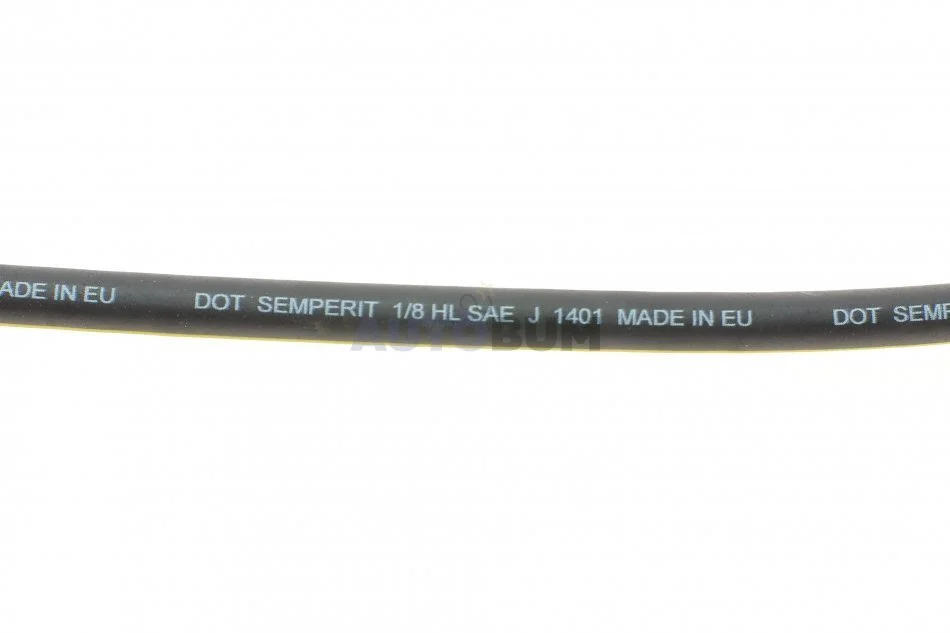 ADE IN EU DOT SEMPERIT 1/8 HL SAE J 1401 MADE IN EU DOT SEMP
AUTOBUM